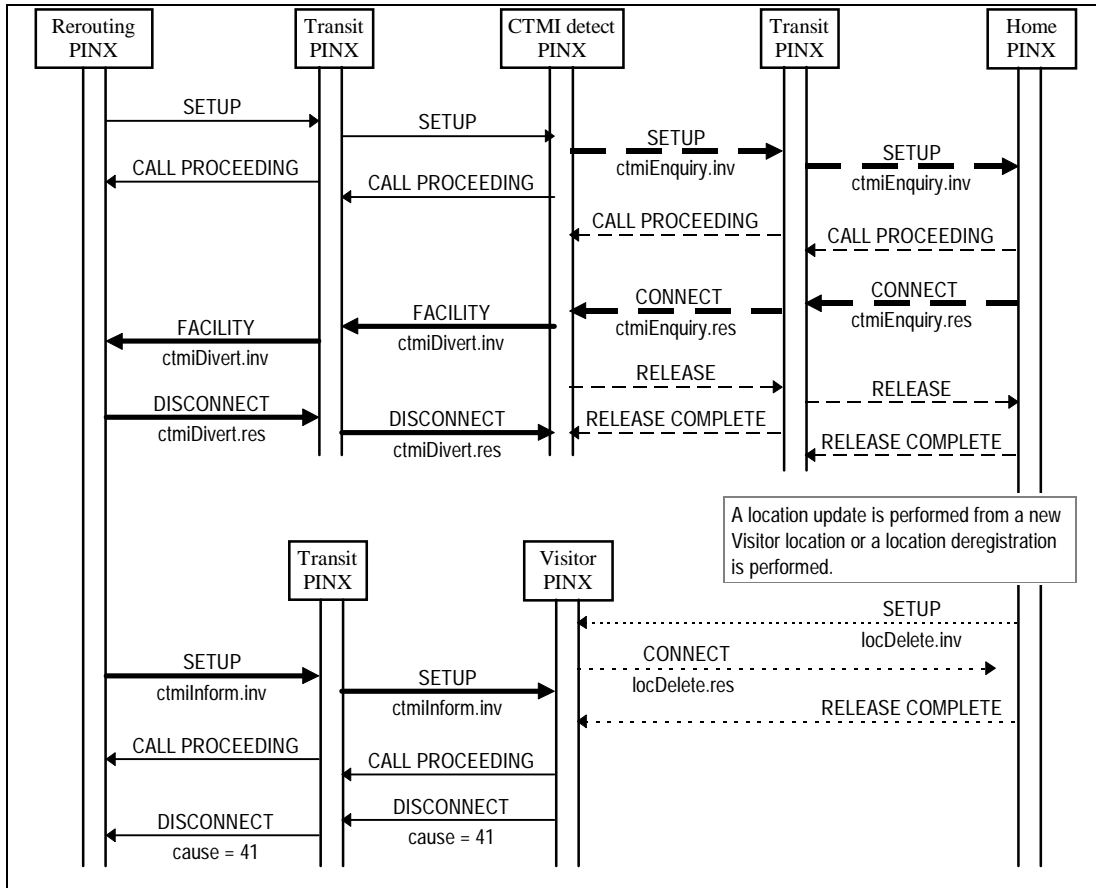 Rerouting
PINX
Transit
PINX
CTMI detect
PINX
Transit
PINX
Home
PINX
SETUP
SETUP
SETUP
ctmiEnquiry.inv
SETUP
ctmiEnquiry.inv
CALL PROCEEDING
CALL PROCEEDING
CALL PROCEEDING
CALL PROCEEDING
CONNECT
ctmiEnquiry.res
CONNECT
ctmiEnquiry.res
FACILITY
ctmiDivert.inv
FACILITY
ctmiDivert.inv
RELEASE
RELEASE
DISCONNECT
ctmiDivert.res
DISCONNECT
ctmiDivert.res
RELEASE COMPLETE
RELEASE COMPLETE
A location update is performed from a new
Visitor location or a location deregistration
is performed.
Transit
PINX
Visitor
PINX
SETUP
locDelete.inv
CONNECT
locDelete.res
RELEASE COMPLETE
SETUP
ctmiInform.inv
SETUP
ctmiInform.inv
CALL PROCEEDING
CALL PROCEEDING
DISCONNECT
cause = 41
DISCONNECT
cause = 41